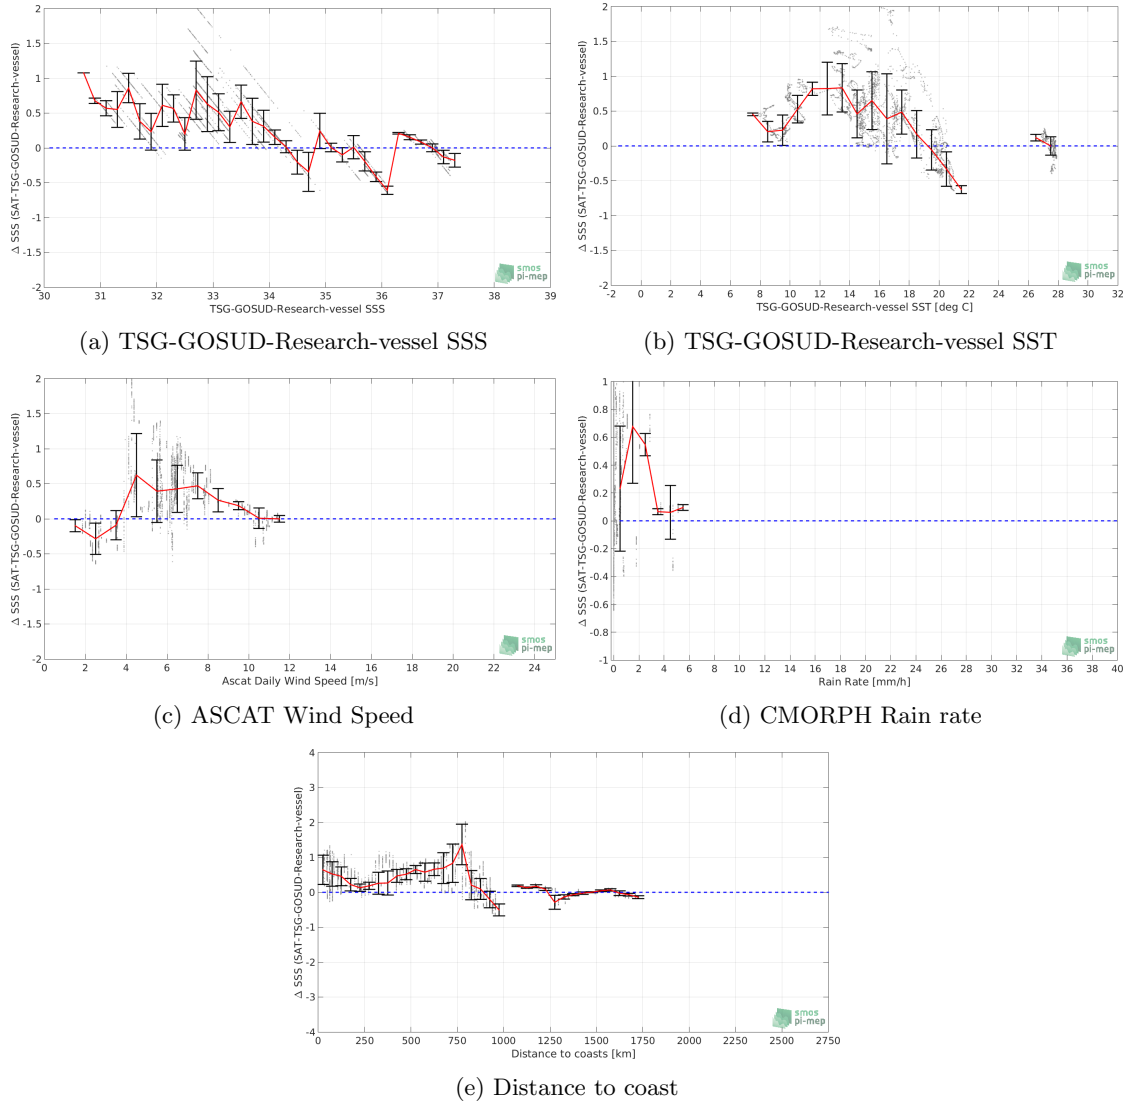 Δ SSS (SAT-TSG-GOSUD-Research-vessel)
2
1.5
1
0.5
0
-0.5
-1
-1.5
-2
30 31 32 33 34 35 36 37 38 39
TSG-GOSUD-Research-vessel SSS
smos
pi-mep
(a) TSG-GOSUD-Research-vessel SSS
Δ SSS (SAT-TSG-GOSUD-Research-vessel)
2
1.5
1
0.5
0
-0.5
-1
-1.5
-2
-2 0 2 4 6 8 10 12 14 16 18 20 22 24 26 28 30 32
TSG-GOSUD-Research-vessel SST [deg C]
smos
pi-mep
(b) TSG-GOSUD-Research-vessel SST
Δ SSS (SAT-TSG-GOSUD-Research-vessel)
2
1.5
1
0.5
0
-0.5
-1
-1.5
-2
0 2 4 6 8 10 12 14 16 18 20 22 24
Ascat Daily Wind Speed [m/s]
smos
pi-mep
(c) ASCAT Wind Speed
Δ SSS (SAT-TSG-GOSUD-Research-vessel)
1
0.8
0.6
0.4
0.2
0
-0.2
-0.4
-0.6
-0.8
-1
0 2 4 6 8 10 12 14 16 18 20 22 24 26 28 30 32 34 36 38 40
Rain Rate [mm/h]
smos
pi-mep
(d) CMORPH Rain rate
Δ SSS (SAT-TSG-GOSUD-Research-vessel)
4
3
2
1
0
-1
-2
-3
-4
0 250 500 750 1000 1250 1500 1750 2000 2250 2500 2750
Distance to coasts [km]
smos
pi-mep
(e) Distance to coast